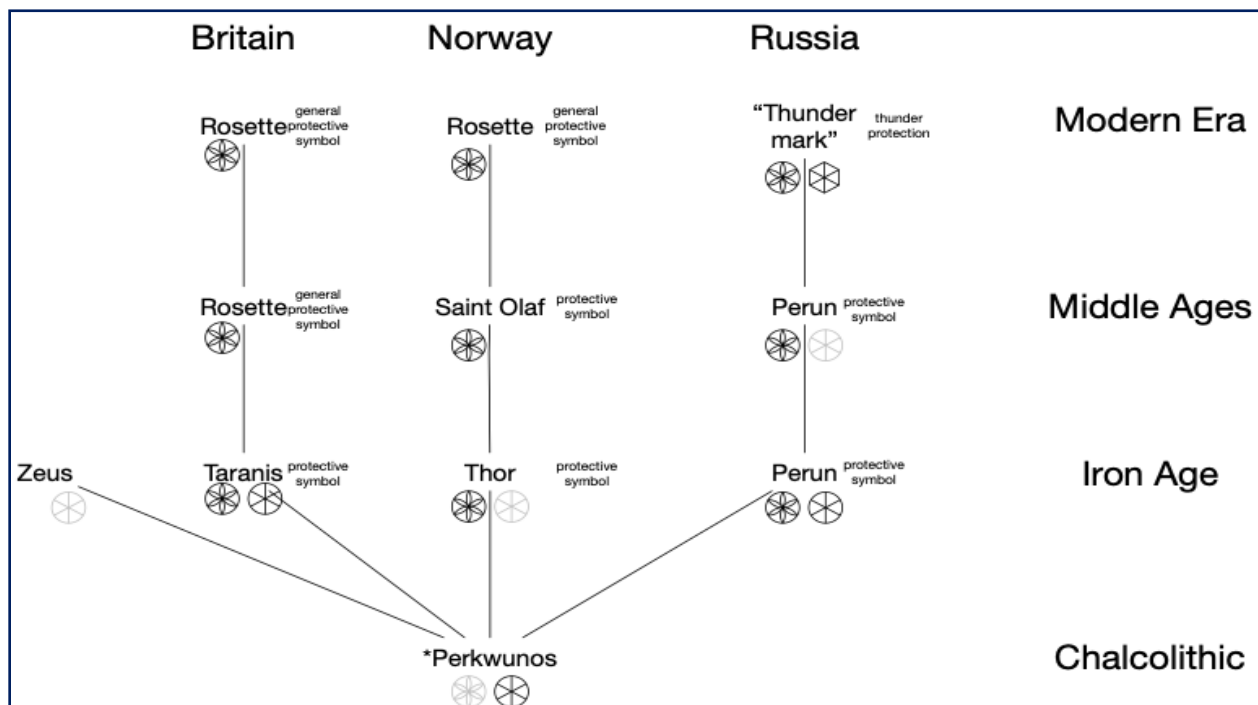 Britain
Norway
Russia
Rosette
general
protective
symbol
Rosette
general
protective
symbol
“Thunder
mark”
thunder
protection
Modern Era
Rosette
general
protective
symbol
Saint Olaf
protective
symbol
Perun
protective
symbol
Middle Ages
Zeus
Taranis
protective
symbol
Thor
protective
symbol
Perun
protective
symbol
Iron Age
*Perkwunos
Chalcolithic